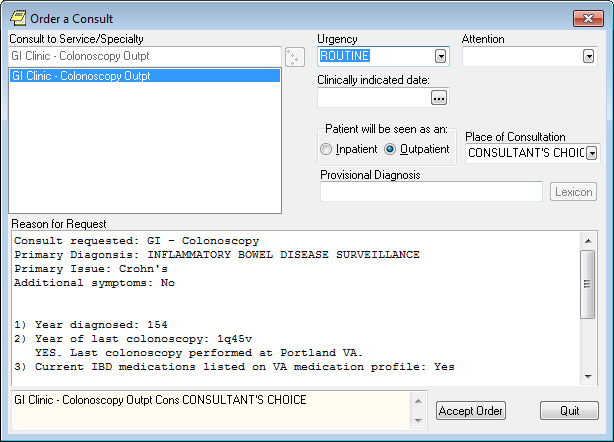 Order a Consult
Consult to Service/Specialty
GI Clinic - Colonoscopy Outpt
GI Clinic - Colonoscopy Outpt
Urgency
ROUTINE
Attention
Clinically indicated date:
Patient will be seen as an:
Inpatient
Outpatient
Place of Consultation
CONSULTANT'S CHOIC
Provisional Diagnosis
Lexicon
Reason for Request
Consult requested: GI - Colonoscopy
Primary Diagonsis: INFLAMMATORY BOWEL DISEASE SURVEILLANCE
Primary Issue: Crohn's
Additional symptoms: No
1) Year diagnosed: 154
2) Year of last colonoscopy: 1q45v
YES. Last colonoscopy performed at Portland VA.
3) Current IBD medications listed on VA medication profile: Yes
GI Clinic - Colonoscopy Outpt Cons CONSULTANT'S CHOICE
Accept Order
Quit